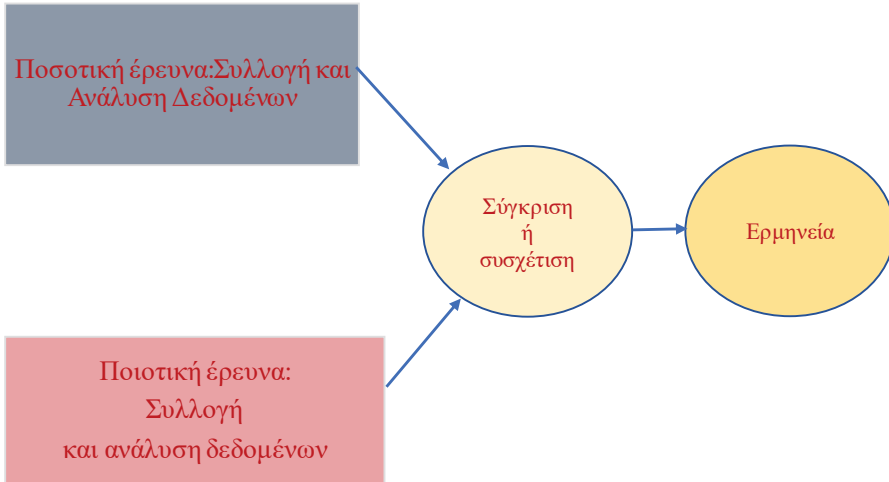 Ποσοτική έρευνα:Συλλογή και
Ανάλυση Δεδομένων
Σύγκριση
ή
συσχέτιση
Ερμηνεία
Ποιοτική έρευνα:
Συλλογή
και ανάλυση δεδομένων